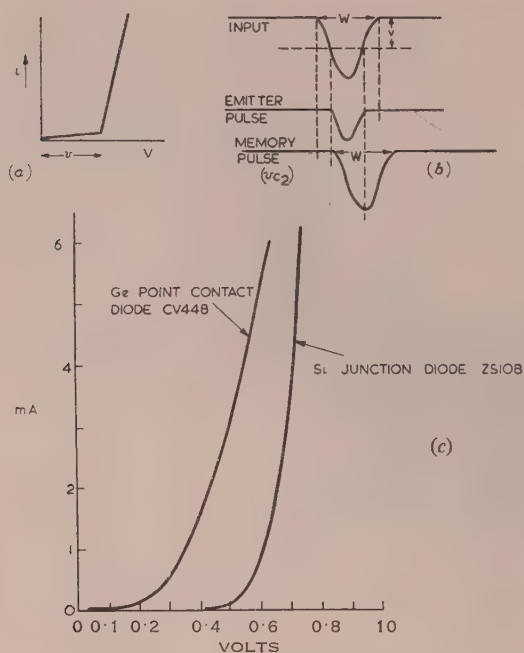 (a)
i
v
V
INPUT
W
v
EMITTER
PULSE
MEMORY
PULSE
W
(vc₂)
(b)
6
4
mA
2
1
0
Ge POINT CONTACT
DIODE CV448
Si JUNCTION DIODE ZS10B
(c)
0 0·1 0·2 0·4 0·6 0·8 1·0
VOLTS